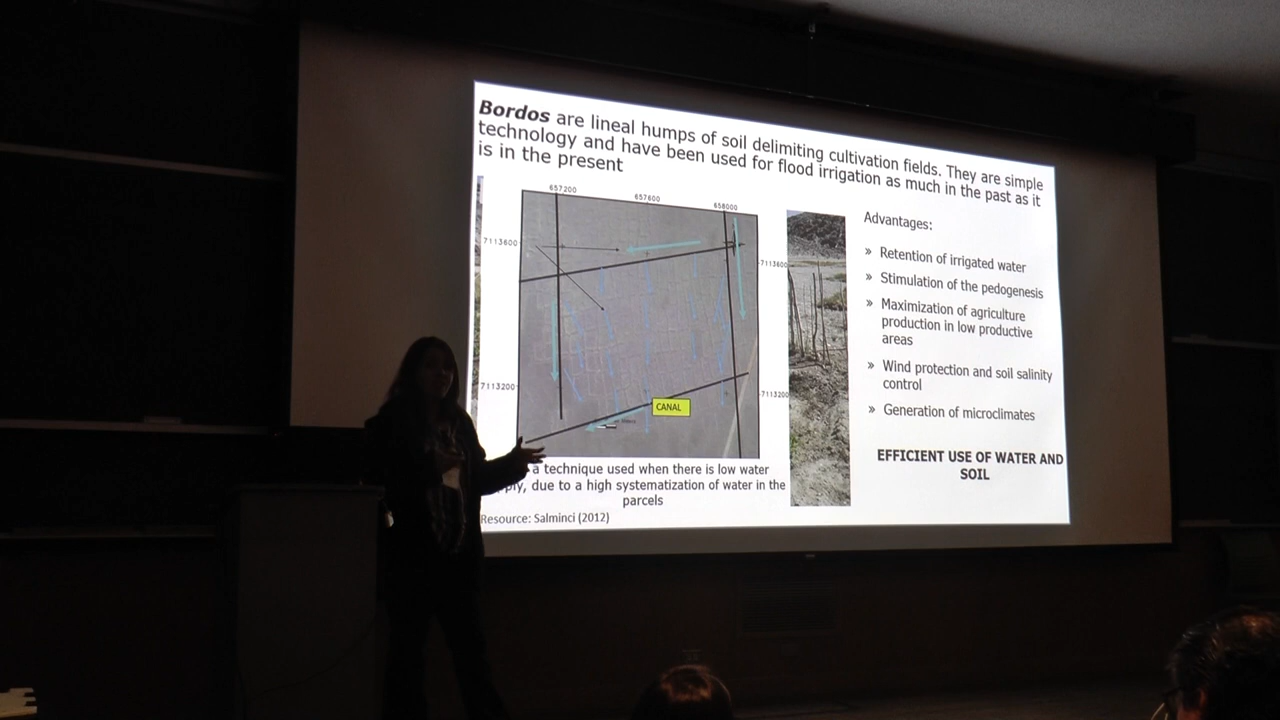 Bordos are lineal humps of soil delimiting cultivation fields. They are simple
technology and have been used for flood irrigation as much in the past as it
is in the present
657200
657600
658000
7113600
7113600
7113200
7113200
CANAL
a technique used when there is low water
due to a high systematization of water in the
parcels
Resource: Salminci (2012)
Advantages:
» Retention of irrigated water
» Stimulation of the pedogenesis
» Maximization of agriculture
production in low productive
areas
» Wind protection and soil salinity
control
» Generation of microclimates
EFFICIENT USE OF WATER AND
SOIL